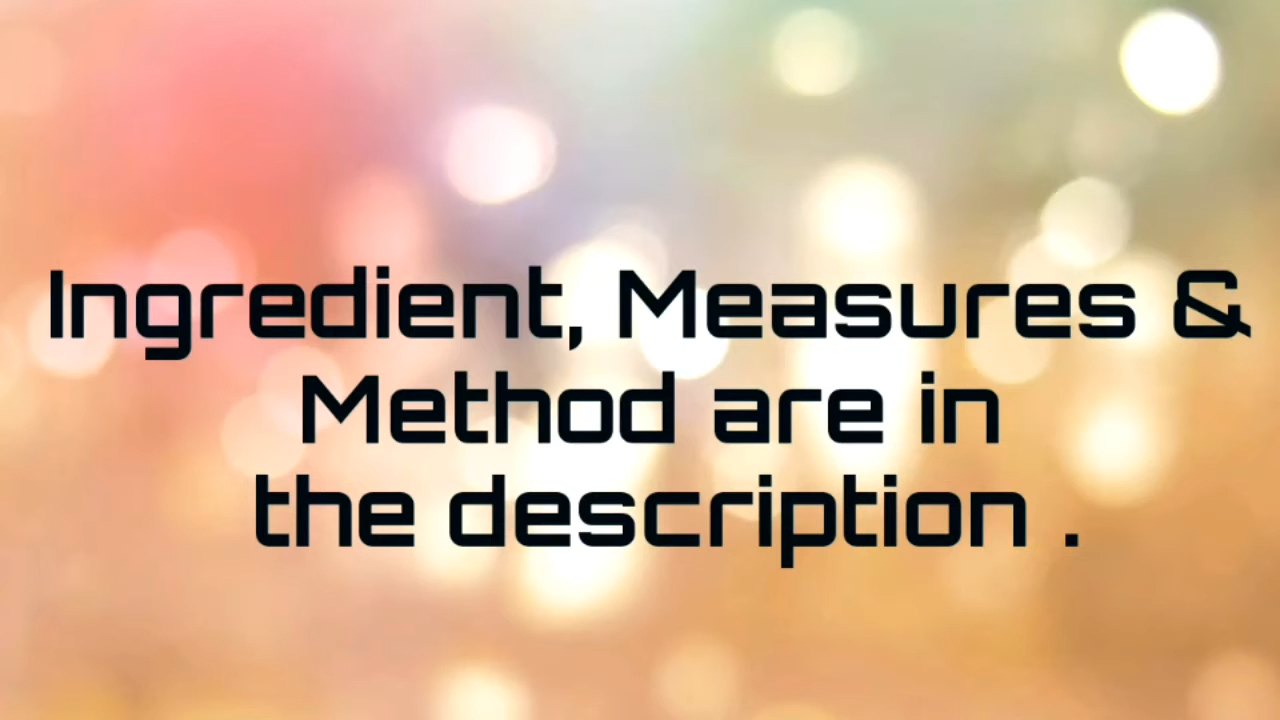 Ingredient, Measures &
Method are in
the description .